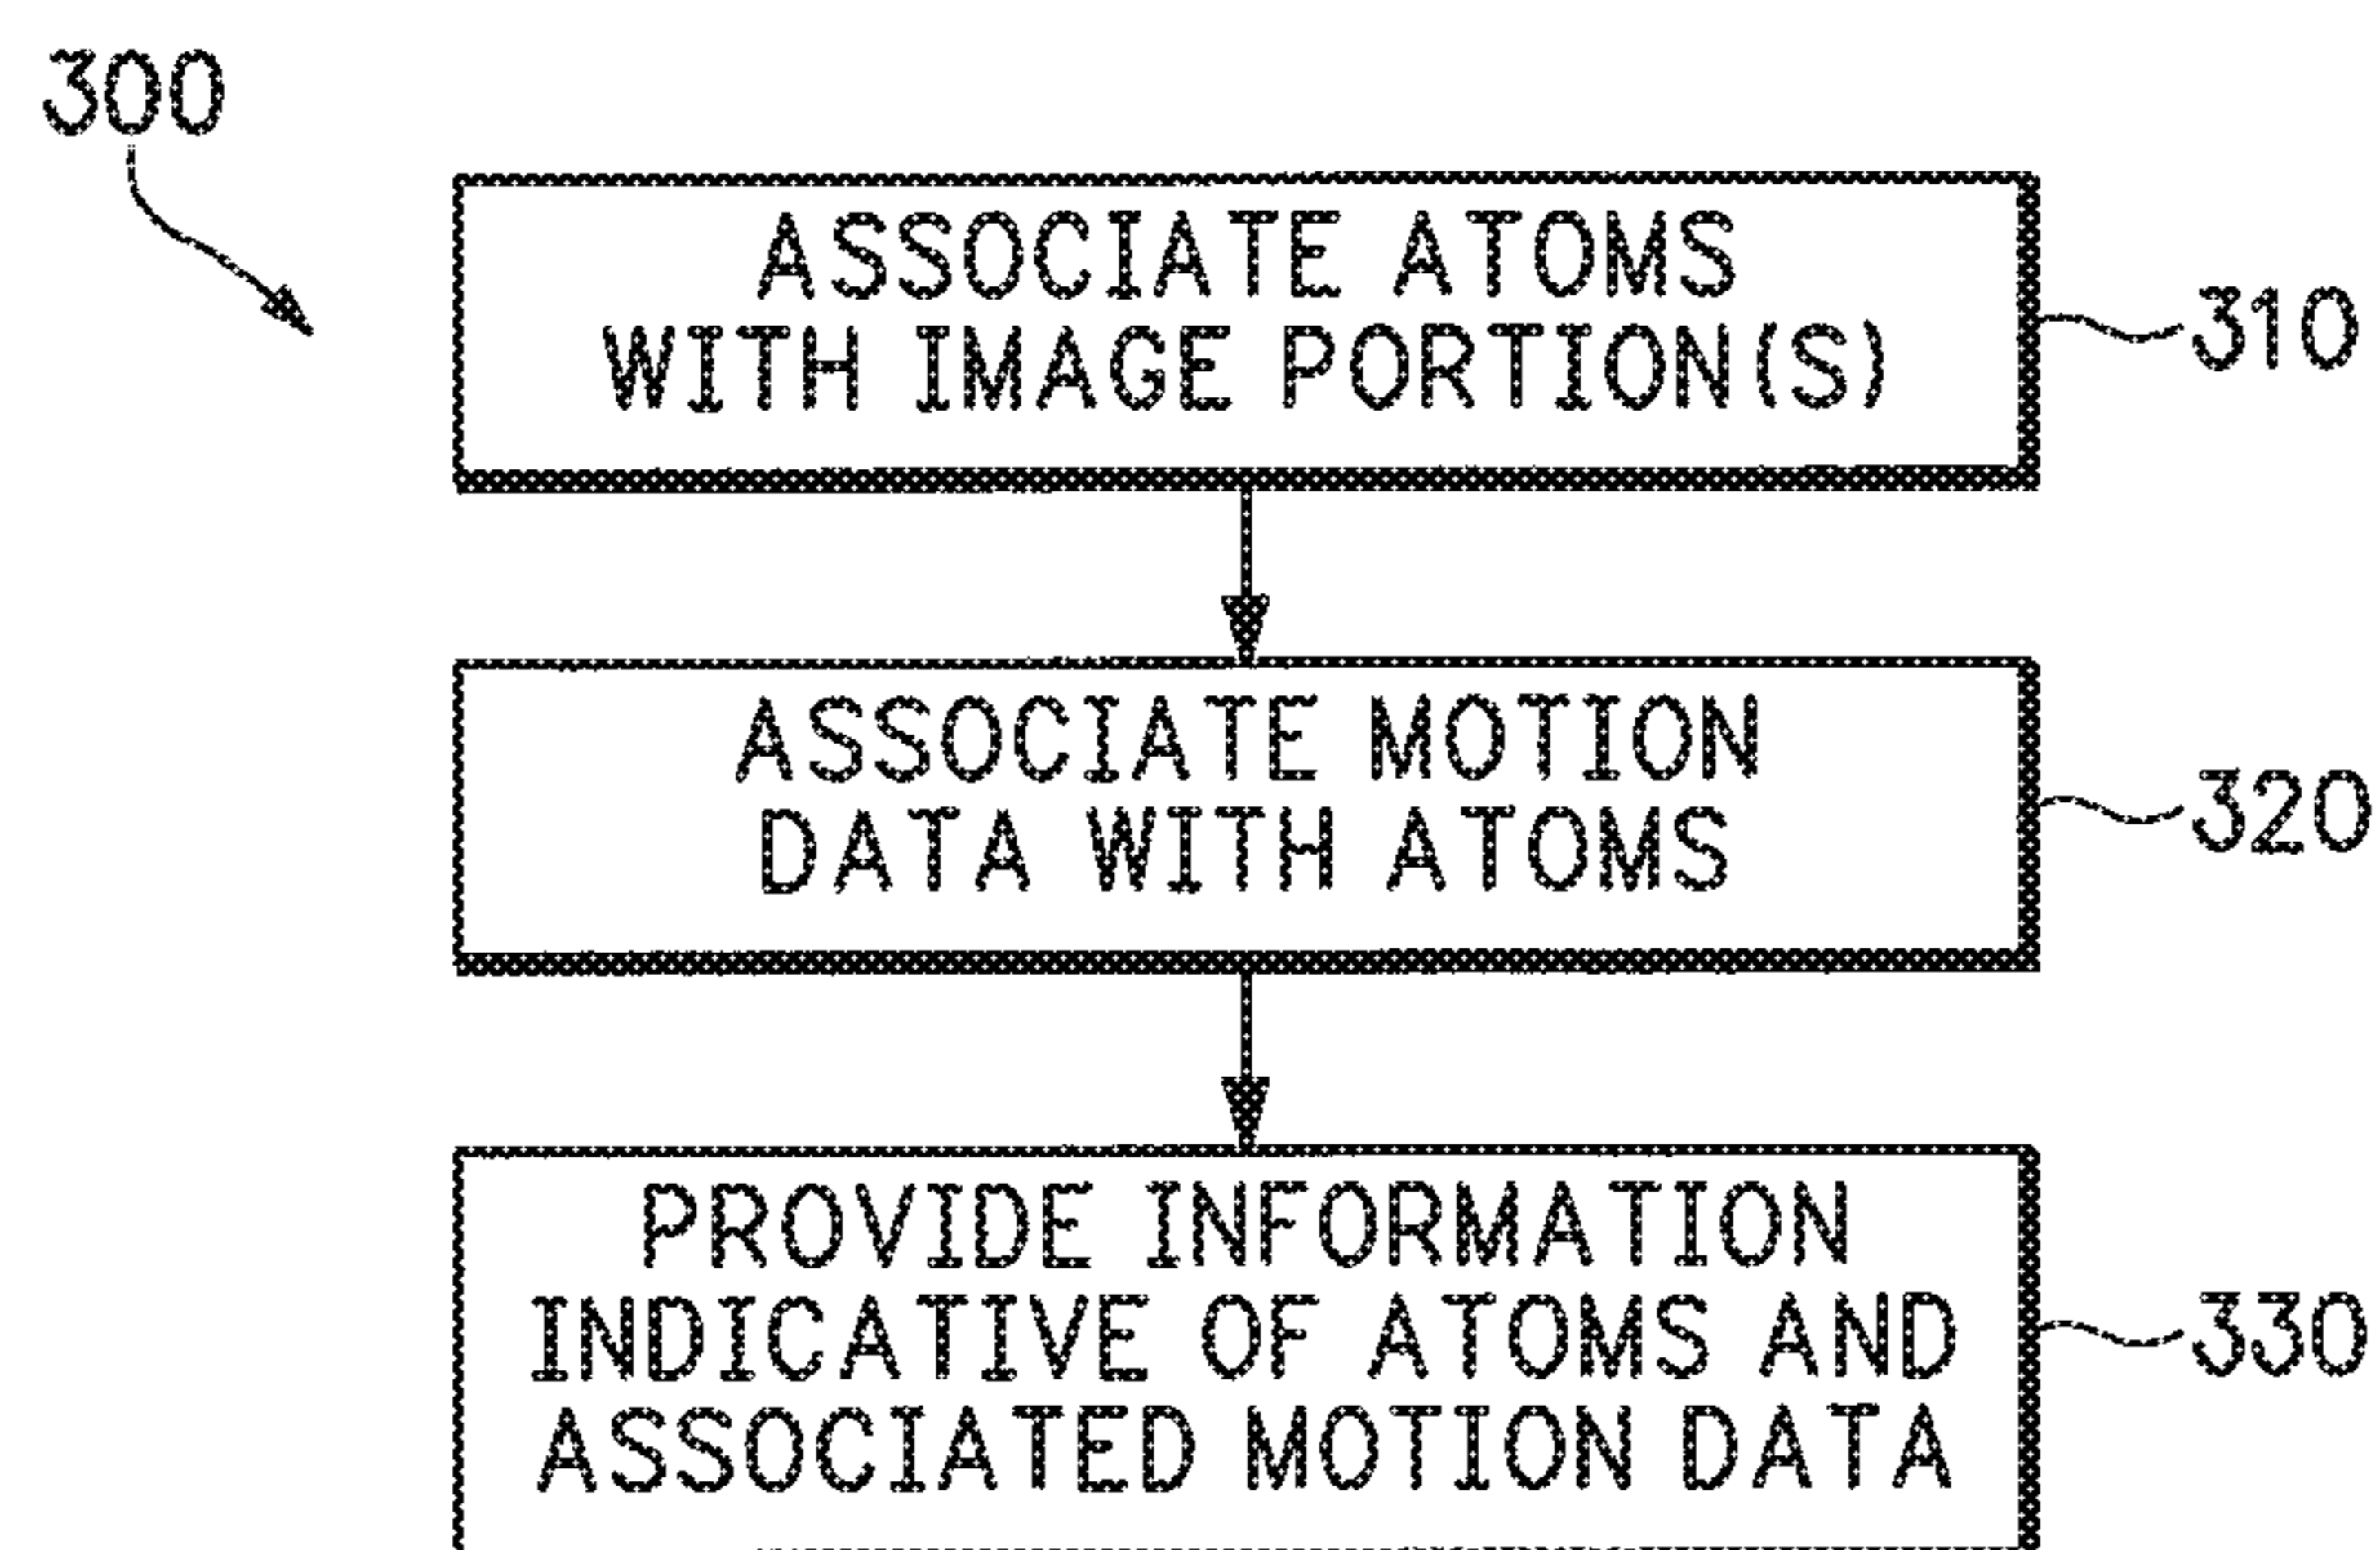 300
ASSOCIATE ATOMS
WITH IMAGE PORTION(S)
310
ASSOCIATE MOTION
DATA WITH ATOMS
320
PROVIDE INFORMATION
INDICATIVE OF ATOMS AND
ASSOCIATED MOTION DATA
330